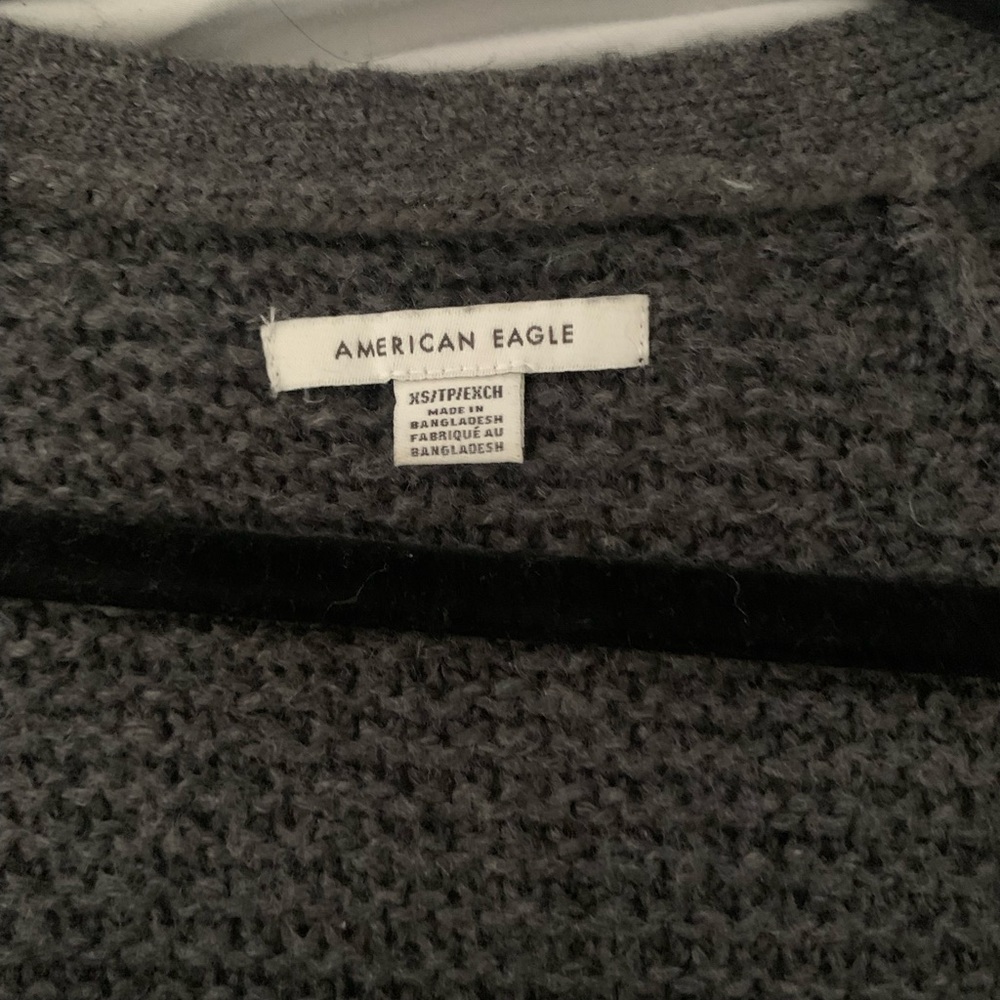 AMERICAN EAGLE
XS/TP/EXCH
MADE IN
BANGLADESH
FABRIQUÉ AU
BANGLADESH